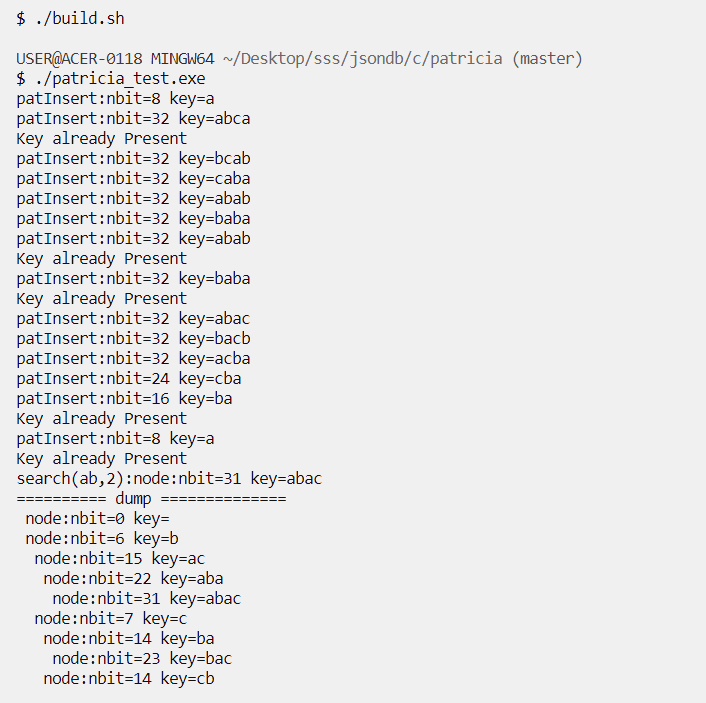 $ ./build.sh
USER@ACER-0118 MINGW64 ~/Desktop/sss/jsondb/c/patricia (master)
$ ./patricia_test.exe
patInsert:nbit=8 key=a
patInsert:nbit=32 key=abca
Key already Present
patInsert:nbit=32 key=bcab
patInsert:nbit=32 key=caba
patInsert:nbit=32 key=abab
patInsert:nbit=32 key=baba
patInsert:nbit=32 key=abab
Key already Present
patInsert:nbit=32 key=baba
Key already Present
patInsert:nbit=32 key=abac
patInsert:nbit=32 key=bacb
patInsert:nbit=32 key=acba
patInsert:nbit=24 key=cba
patInsert:nbit=16 key=ba
Key already Present
patInsert:nbit=8 key=a
Key already Present
search(ab,2):node:nbit=31 key=abac
========== dump ==============
 node:nbit=0 key=
 node:nbit=6 key=b
  node:nbit=15 key=ac
   node:nbit=22 key=aba
    node:nbit=31 key=abac
  node:nbit=7 key=c
   node:nbit=14 key=ba
    node:nbit=23 key=bac
   node:nbit=14 key=cb